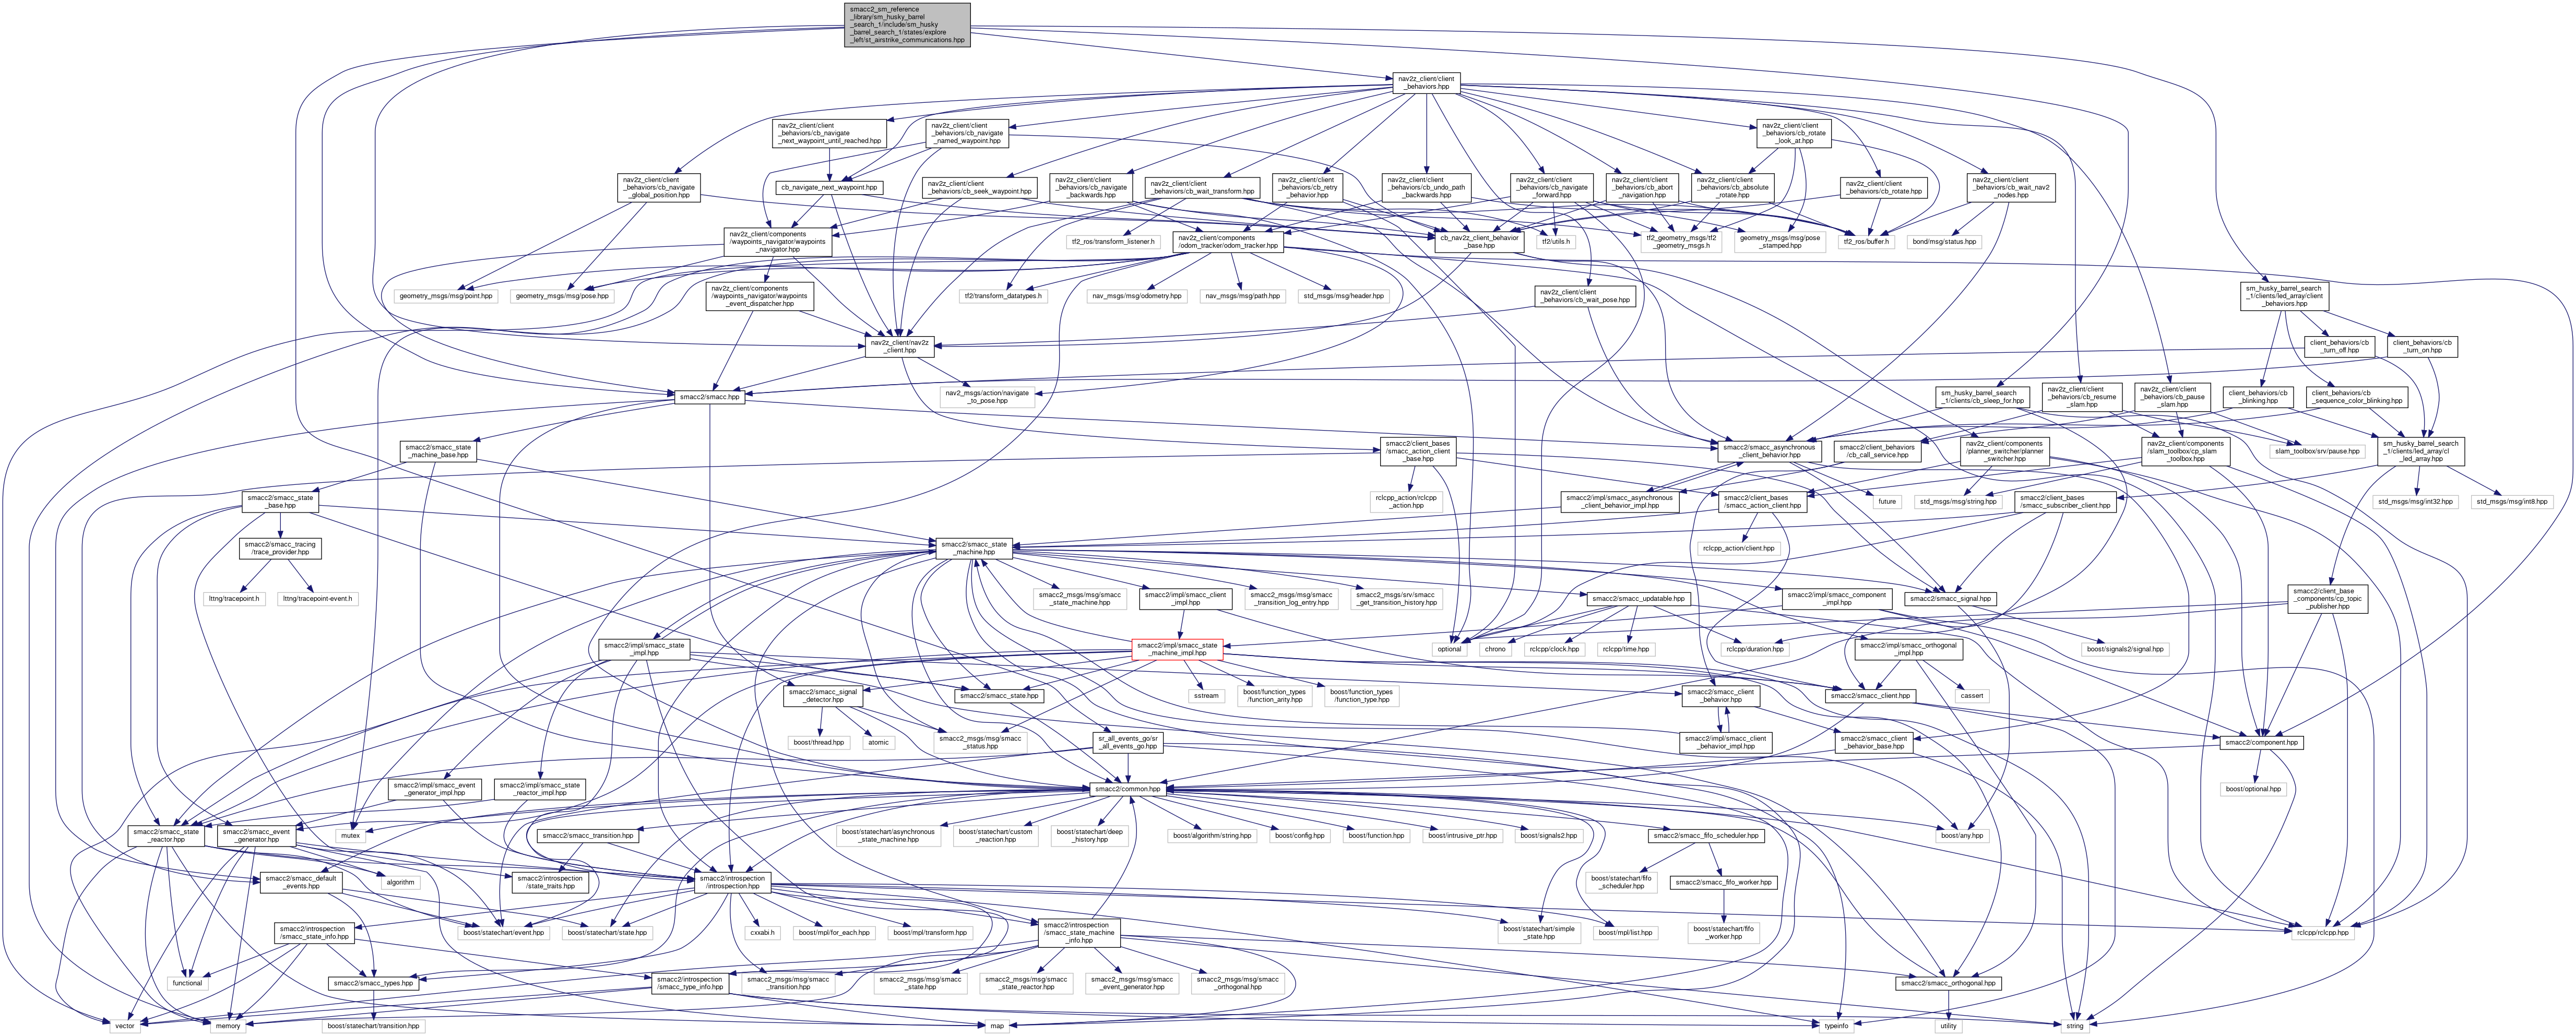 smacc2_sm_reference
_library/sm_husky_barrel
_search_1/include/sm_husky
_barrel_search_1/states/explore
_left/st_airstrike_communications.hpp
nav2z_client/client
_behaviors.hpp
nav2z_client/client
_behaviors/cb_navigate
_next_waypoint_until_reached.hpp
nav2z_client/client
_behaviors/cb_navigate
_named_waypoint.hpp
nav2z_client/client
_behaviors/cb_rotate
_look_at.hpp
nav2z_client/client
_behaviors/cb_navigate
_global_position.hpp
cb_navigate_next_waypoint.hpp
nav2z_client/client
_behaviors/cb_seek_waypoint.hpp
nav2z_client/client
_behaviors/cb_navigate
_backwards.hpp
nav2z_client/client
_behaviors/cb_wait_transform.hpp
nav2z_client/client
_behaviors/cb_retry
_behavior.hpp
nav2z_client/client
_behaviors/cb_undo_path
_backwards.hpp
nav2z_client/client
_behaviors/cb_navigate
_forward.hpp
nav2z_client/client
_behaviors/cb_abort
_navigation.hpp
nav2z_client/client
_behaviors/cb_absolute
_rotate.hpp
nav2z_client/client
_behaviors/cb_rotate.hpp
nav2z_client/client
_behaviors/cb_wait_nav2
_nodes.hpp
nav2z_client/components
/waypoints_navigator/waypoints
_navigator.hpp
tf2_ros/transform_listener.h
nav2z_client/components
/odom_tracker/odom_tracker.hpp
cb_nav2z_client_behavior
_base.hpp
tf2/utils.h
tf2_geometry_msgs/tf2
_geometry_msgs.h
geometry_msgs/msg/pose
_stamped.hpp
tf2_ros/buffer.h
bond/msg/status.hpp
geometry_msgs/msg/point.hpp
geometry_msgs/msg/pose.hpp
nav2z_client/components
/waypoints_navigator/waypoints
_event_dispatcher.hpp
tf2/transform_datatypes.h
nav_msgs/msg/odometry.hpp
nav_msgs/msg/path.hpp
std_msgs/msg/header.hpp
nav2z_client/client
_behaviors/cb_wait_pose.hpp
sm_husky_barrel_search
_1/clients/led_array/client
_behaviors.hpp
nav2z_client/nav2z
_client.hpp
client_behaviors/cb
_turn_off.hpp
client_behaviors/cb
_turn_on.hpp
smacc2/smacc.hpp
nav2_msgs/action/navigate
_to_pose.hpp
sm_husky_barrel_search
_1/clients/cb_sleep_for.hpp
nav2z_client/client
_behaviors/cb_resume
_slam.hpp
nav2z_client/client
_behaviors/cb_pause
_slam.hpp
client_behaviors/cb
_blinking.hpp
client_behaviors/cb
_sequence_color_blinking.hpp
smacc2/smacc_state
_machine_base.hpp
smacc2/client_bases
/smacc_action_client
_base.hpp
smacc2/smacc_asynchronous
_client_behavior.hpp
smacc2/client_behaviors
/cb_call_service.hpp
nav2z_client/components
/planner_switcher/planner
_switcher.hpp
nav2z_client/components
/slam_toolbox/cp_slam
_toolbox.hpp
slam_toolbox/srv/pause.hpp
sm_husky_barrel_search
_1/clients/led_array/cl
_led_array.hpp
smacc2/smacc_state
_base.hpp
rclcpp_action/rclcpp
_action.hpp
smacc2/impl/smacc_asynchronous
_client_behavior_impl.hpp
smacc2/client_bases
/smacc_action_client.hpp
future
std_msgs/msg/string.hpp
smacc2/client_bases
/smacc_subscriber_client.hpp
std_msgs/msg/int32.hpp
std_msgs/msg/int8.hpp
smacc2/smacc_tracing
/trace_provider.hpp
smacc2/smacc_state
_machine.hpp
rclcpp_action/client.hpp
lttng/tracepoint.h
lttng/tracepoint-event.h
smacc2_msgs/msg/smacc
_state_machine.hpp
smacc2/impl/smacc_client
_impl.hpp
smacc2_msgs/msg/smacc
_transition_log_entry.hpp
smacc2_msgs/srv/smacc
_get_transition_history.hpp
smacc2/smacc_updatable.hpp
smacc2/impl/smacc_component
_impl.hpp
smacc2/smacc_signal.hpp
smacc2/client_base
_components/cp_topic
_publisher.hpp
smacc2/impl/smacc_state
_impl.hpp
smacc2/impl/smacc_state
_machine_impl.hpp
optional
chrono
rclcpp/clock.hpp
rclcpp/time.hpp
rclcpp/duration.hpp
smacc2/impl/smacc_orthogonal
_impl.hpp
boost/signals2/signal.hpp
smacc2/smacc_signal
_detector.hpp
smacc2/smacc_state.hpp
sstream
boost/function_types
/function_arity.hpp
boost/function_types
/function_type.hpp
smacc2/smacc_client
_behavior.hpp
smacc2/smacc_client.hpp
cassert
boost/thread.hpp
atomic
smacc2_msgs/msg/smacc
_status.hpp
sr_all_events_go/sr
_all_events_go.hpp
smacc2/impl/smacc_client
_behavior_impl.hpp
smacc2/smacc_client
_behavior_base.hpp
smacc2/component.hpp
smacc2/impl/smacc_event
_generator_impl.hpp
smacc2/impl/smacc_state
_reactor_impl.hpp
smacc2/common.hpp
boost/optional.hpp
smacc2/smacc_state
_reactor.hpp
smacc2/smacc_event
_generator.hpp
mutex
smacc2/smacc_transition.hpp
boost/statechart/asynchronous
_state_machine.hpp
boost/statechart/custom
_reaction.hpp
boost/statechart/deep
_history.hpp
boost/algorithm/string.hpp
boost/config.hpp
boost/function.hpp
boost/intrusive_ptr.hpp
boost/signals2.hpp
smacc2/smacc_fifo_scheduler.hpp
boost/any.hpp
smacc2/smacc_default
_events.hpp
algorithm
smacc2/introspection
/state_traits.hpp
smacc2/introspection
/introspection.hpp
boost/statechart/fifo
_scheduler.hpp
smacc2/smacc_fifo_worker.hpp
smacc2/introspection
/smacc_state_info.hpp
boost/statechart/event.hpp
boost/statechart/state.hpp
cxxabi.h
boost/mpl/for_each.hpp
boost/mpl/transform.hpp
smacc2/introspection
/smacc_state_machine
_info.hpp
boost/statechart/simple
_state.hpp
boost/mpl/list.hpp
boost/statechart/fifo
_worker.hpp
rclcpp/rclcpp.hpp
functional
smacc2/smacc_types.hpp
smacc2/introspection
/smacc_type_info.hpp
smacc2_msgs/msg/smacc
_transition.hpp
smacc2_msgs/msg/smacc
_state.hpp
smacc2_msgs/msg/smacc
_state_reactor.hpp
smacc2_msgs/msg/smacc
_event_generator.hpp
smacc2_msgs/msg/smacc
_orthogonal.hpp
smacc2/smacc_orthogonal.hpp
vector
memory
boost/statechart/transition.hpp
map
typeinfo
utility
string